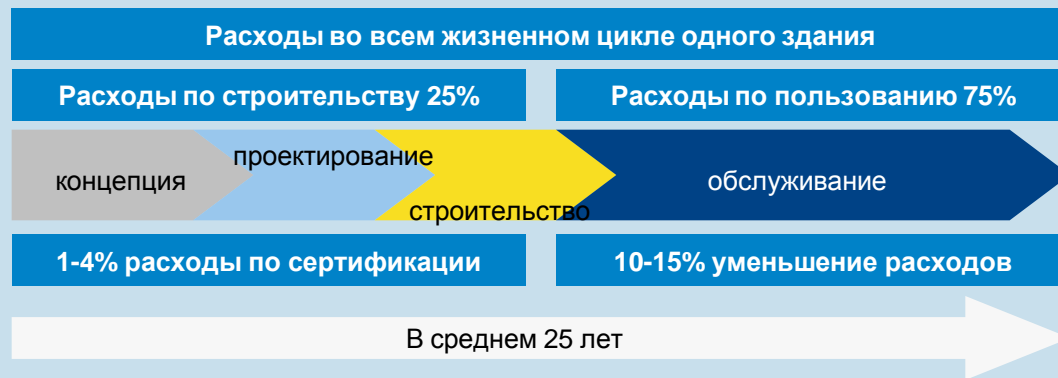 Расходы во всем жизненном цикле одного здания
Расходы по строительству 25%
Расходы по пользованию 75%
концепция
проектирование
строительство
обслуживание
1-4% расходы по сертификации
10-15% уменьшение расходов
В среднем 25 лет